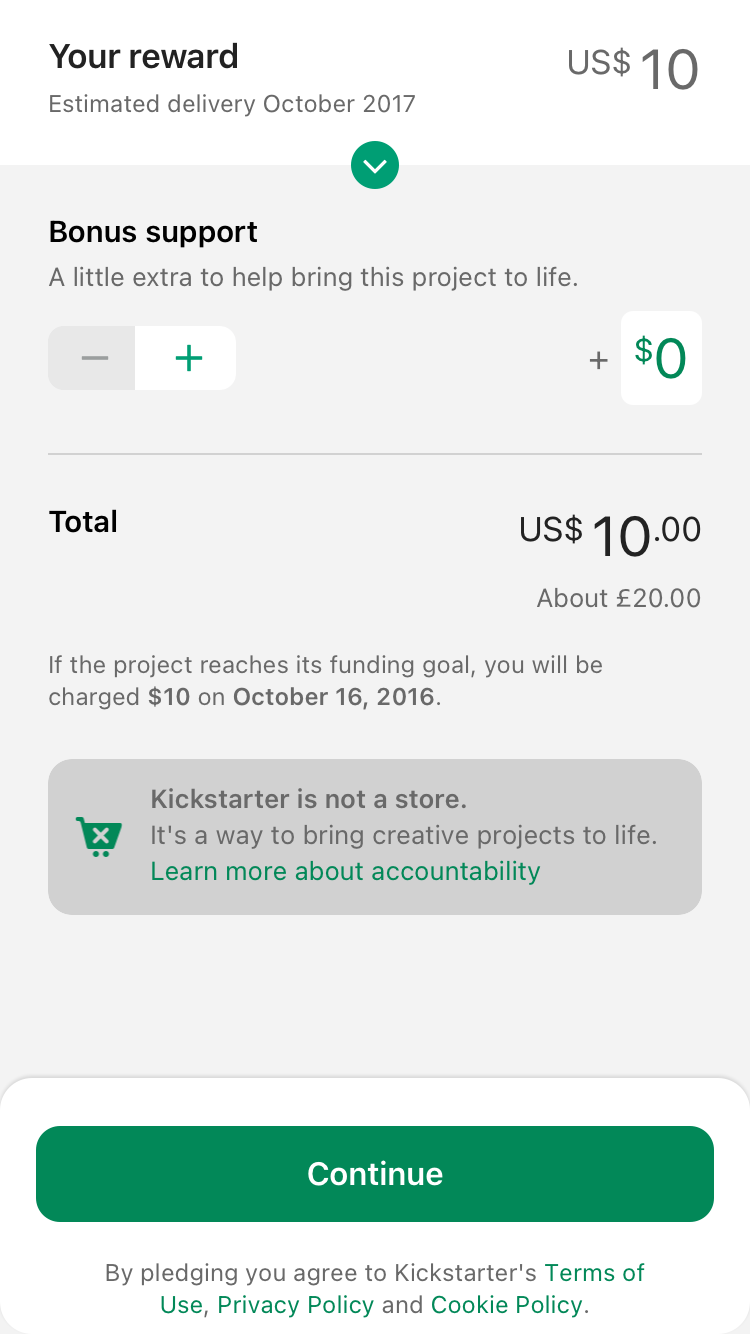 Your reward
US$ 10
Estimated delivery October 2017
Bonus support
A little extra to help bring this project to life.
− +
+ $0
Total
US$ 10.00
About £20.00
If the project reaches its funding goal, you will be
charged $10 on October 16, 2016.
Kickstarter is not a store.
It's a way to bring creative projects to life.
Learn more about accountability
Continue
By pledging you agree to Kickstarter's Terms of
Use, Privacy Policy and Cookie Policy.